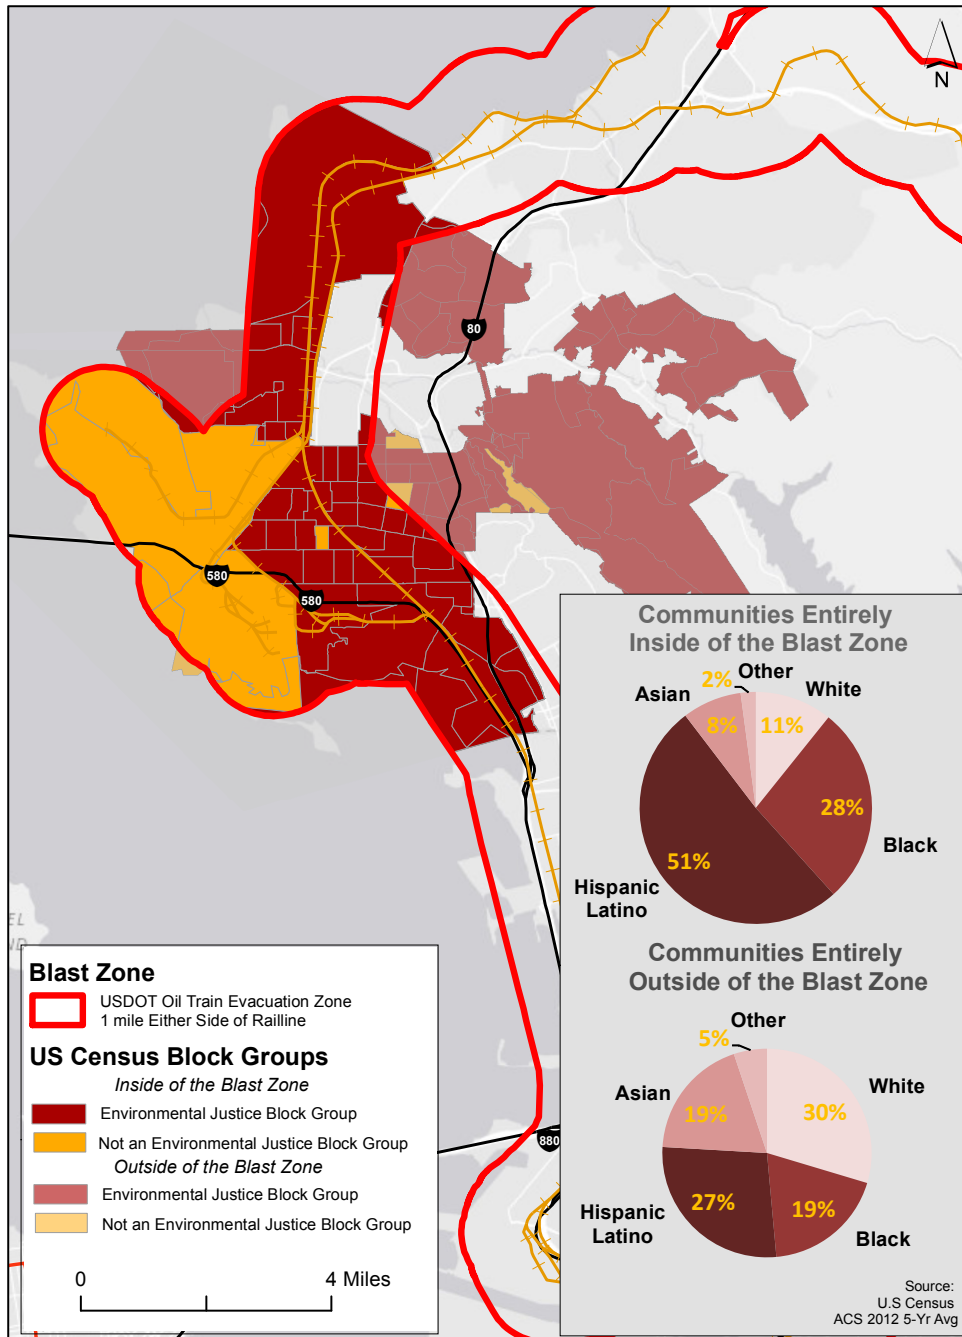 N
80
580
580
Communities Entirely
Inside of the Blast Zone
Other
2%
White
Asian
8%
11%
28%
Black
51%
Hispanic
Latino
Communities Entirely
Outside of the Blast Zone
Other
5%
White
Asian
19%
30%
27%
19%
Hispanic
Latino
Black
Source:
U.S Census
ACS 2012 5-Yr Avg
880
EL
ND
Blast Zone
USDOT Oil Train Evacuation Zone
1 mile Either Side of Railline
US Census Block Groups
Inside of the Blast Zone
Environmental Justice Block Group
Not an Environmental Justice Block Group
Outside of the Blast Zone
Environmental Justice Block Group
Not an Environmental Justice Block Group
0
4 Miles